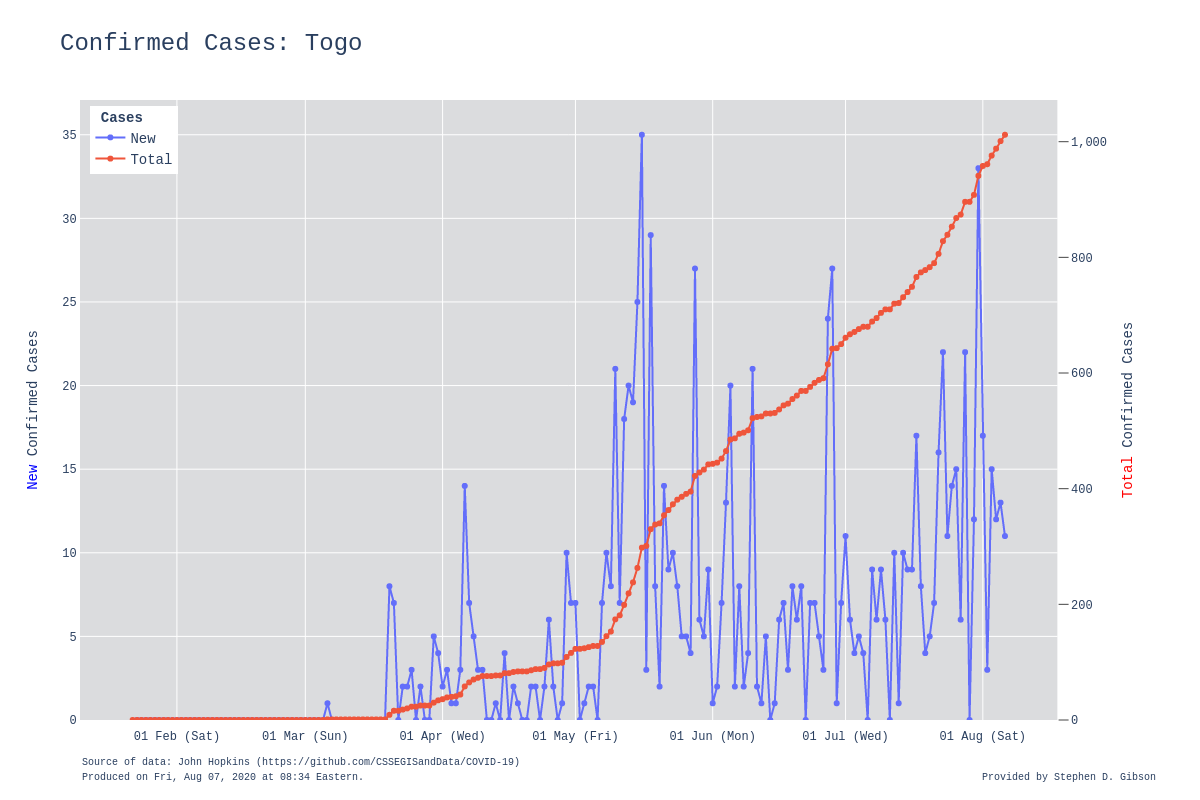 Confirmed Cases: Togo
Cases
New
Total
35
30
25
20
15
10
5
0
1,000
800
600
400
200
0
New Confirmed Cases
Total Confirmed Cases
01 Feb (Sat)
01 Mar (Sun)
01 Apr (Wed)
01 May (Fri)
01 Jun (Mon)
01 Jul (Wed)
01 Aug (Sat)
Source of data: John Hopkins (https://github.com/CSSEGISandData/COVID-19)
Produced on Fri, Aug 07, 2020 at 08:34 Eastern.
Provided by Stephen D. Gibson